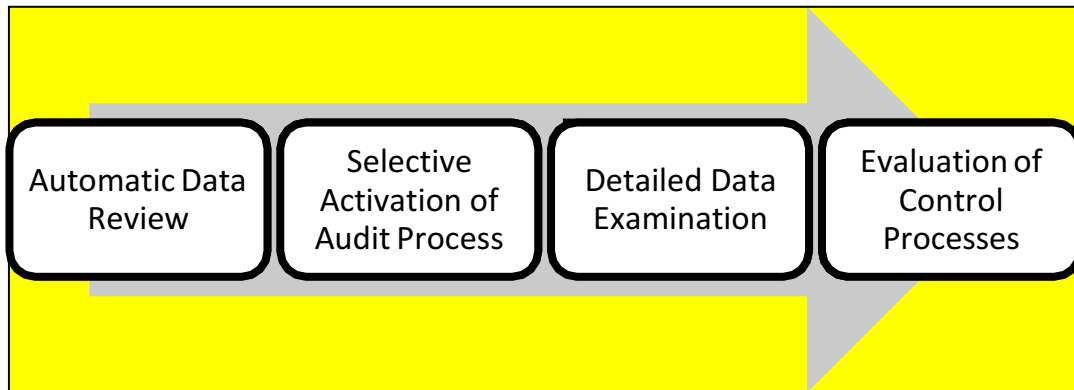 Automatic Data
Review
Selective
Activation of
Audit Process
Detailed Data
Examination
Evaluation of
Control
Processes